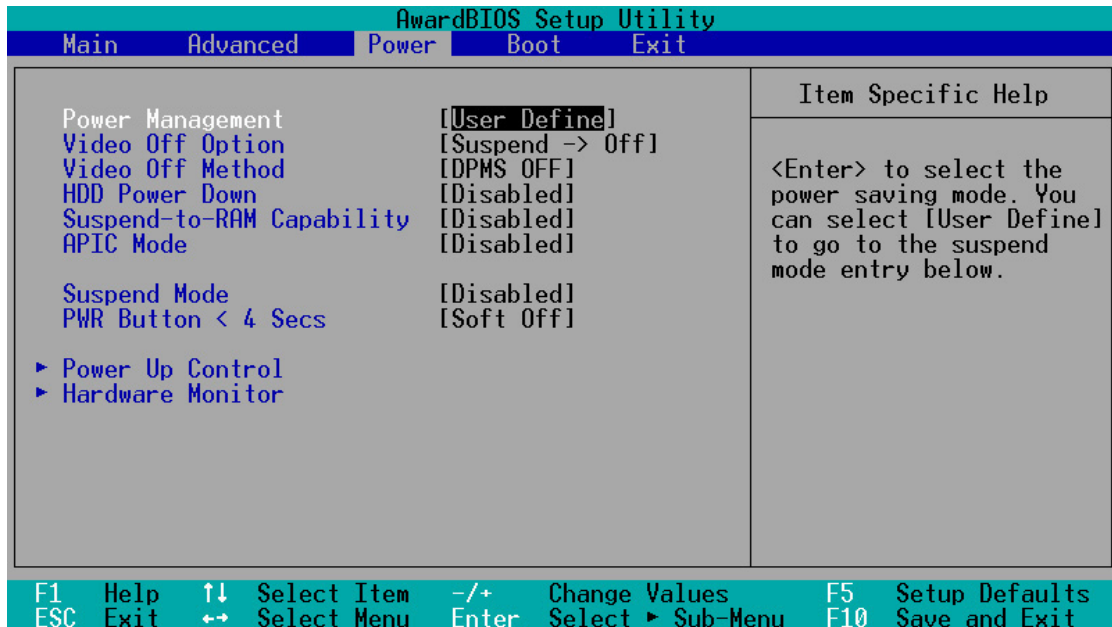 AwardBIOS Setup Utility
Main Advanced Power Boot Exit
Power Management [User Define]
Video Off Option [Suspend -> Off]
Video Off Method [DPMS OFF]
HDD Power Down [Disabled]
Suspend-to-RAM Capability [Disabled]
APIC Mode [Disabled]
Suspend Mode [Disabled]
PWR Button < 4 Secs [Soft Off]
▶ Power Up Control
▶ Hardware Monitor
Item Specific Help
<Enter> to select the
power saving mode. You
can select [User Define]
to go to the suspend
mode entry below.
F1 Help ↑↓ Select Item -/+ Change Values F5 Setup Defaults
ESC Exit ←→ Select Menu Enter Select ▶ Sub-Menu F10 Save and Exit